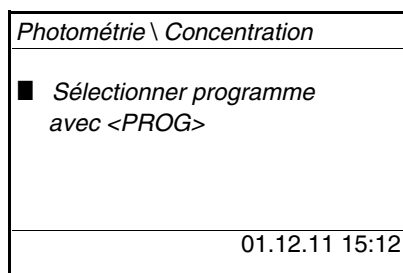 Photométrie \ Concentration
■ Sélectionner programme
avec <PROG>
01.12.11 15:12